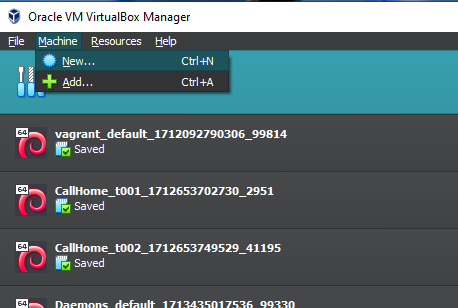 Oracle VM VirtualBox Manager
File Machine Resources Help
New... Ctrl+N
Add... Ctrl+A
64 vagrant_default_1712092790306_99814
Saved
64 CallHome_t001_1712653702730_2951
Saved
64 CallHome_t002_1712653749529_41195
Saved
64 Daemons_default_1713435017536_99330